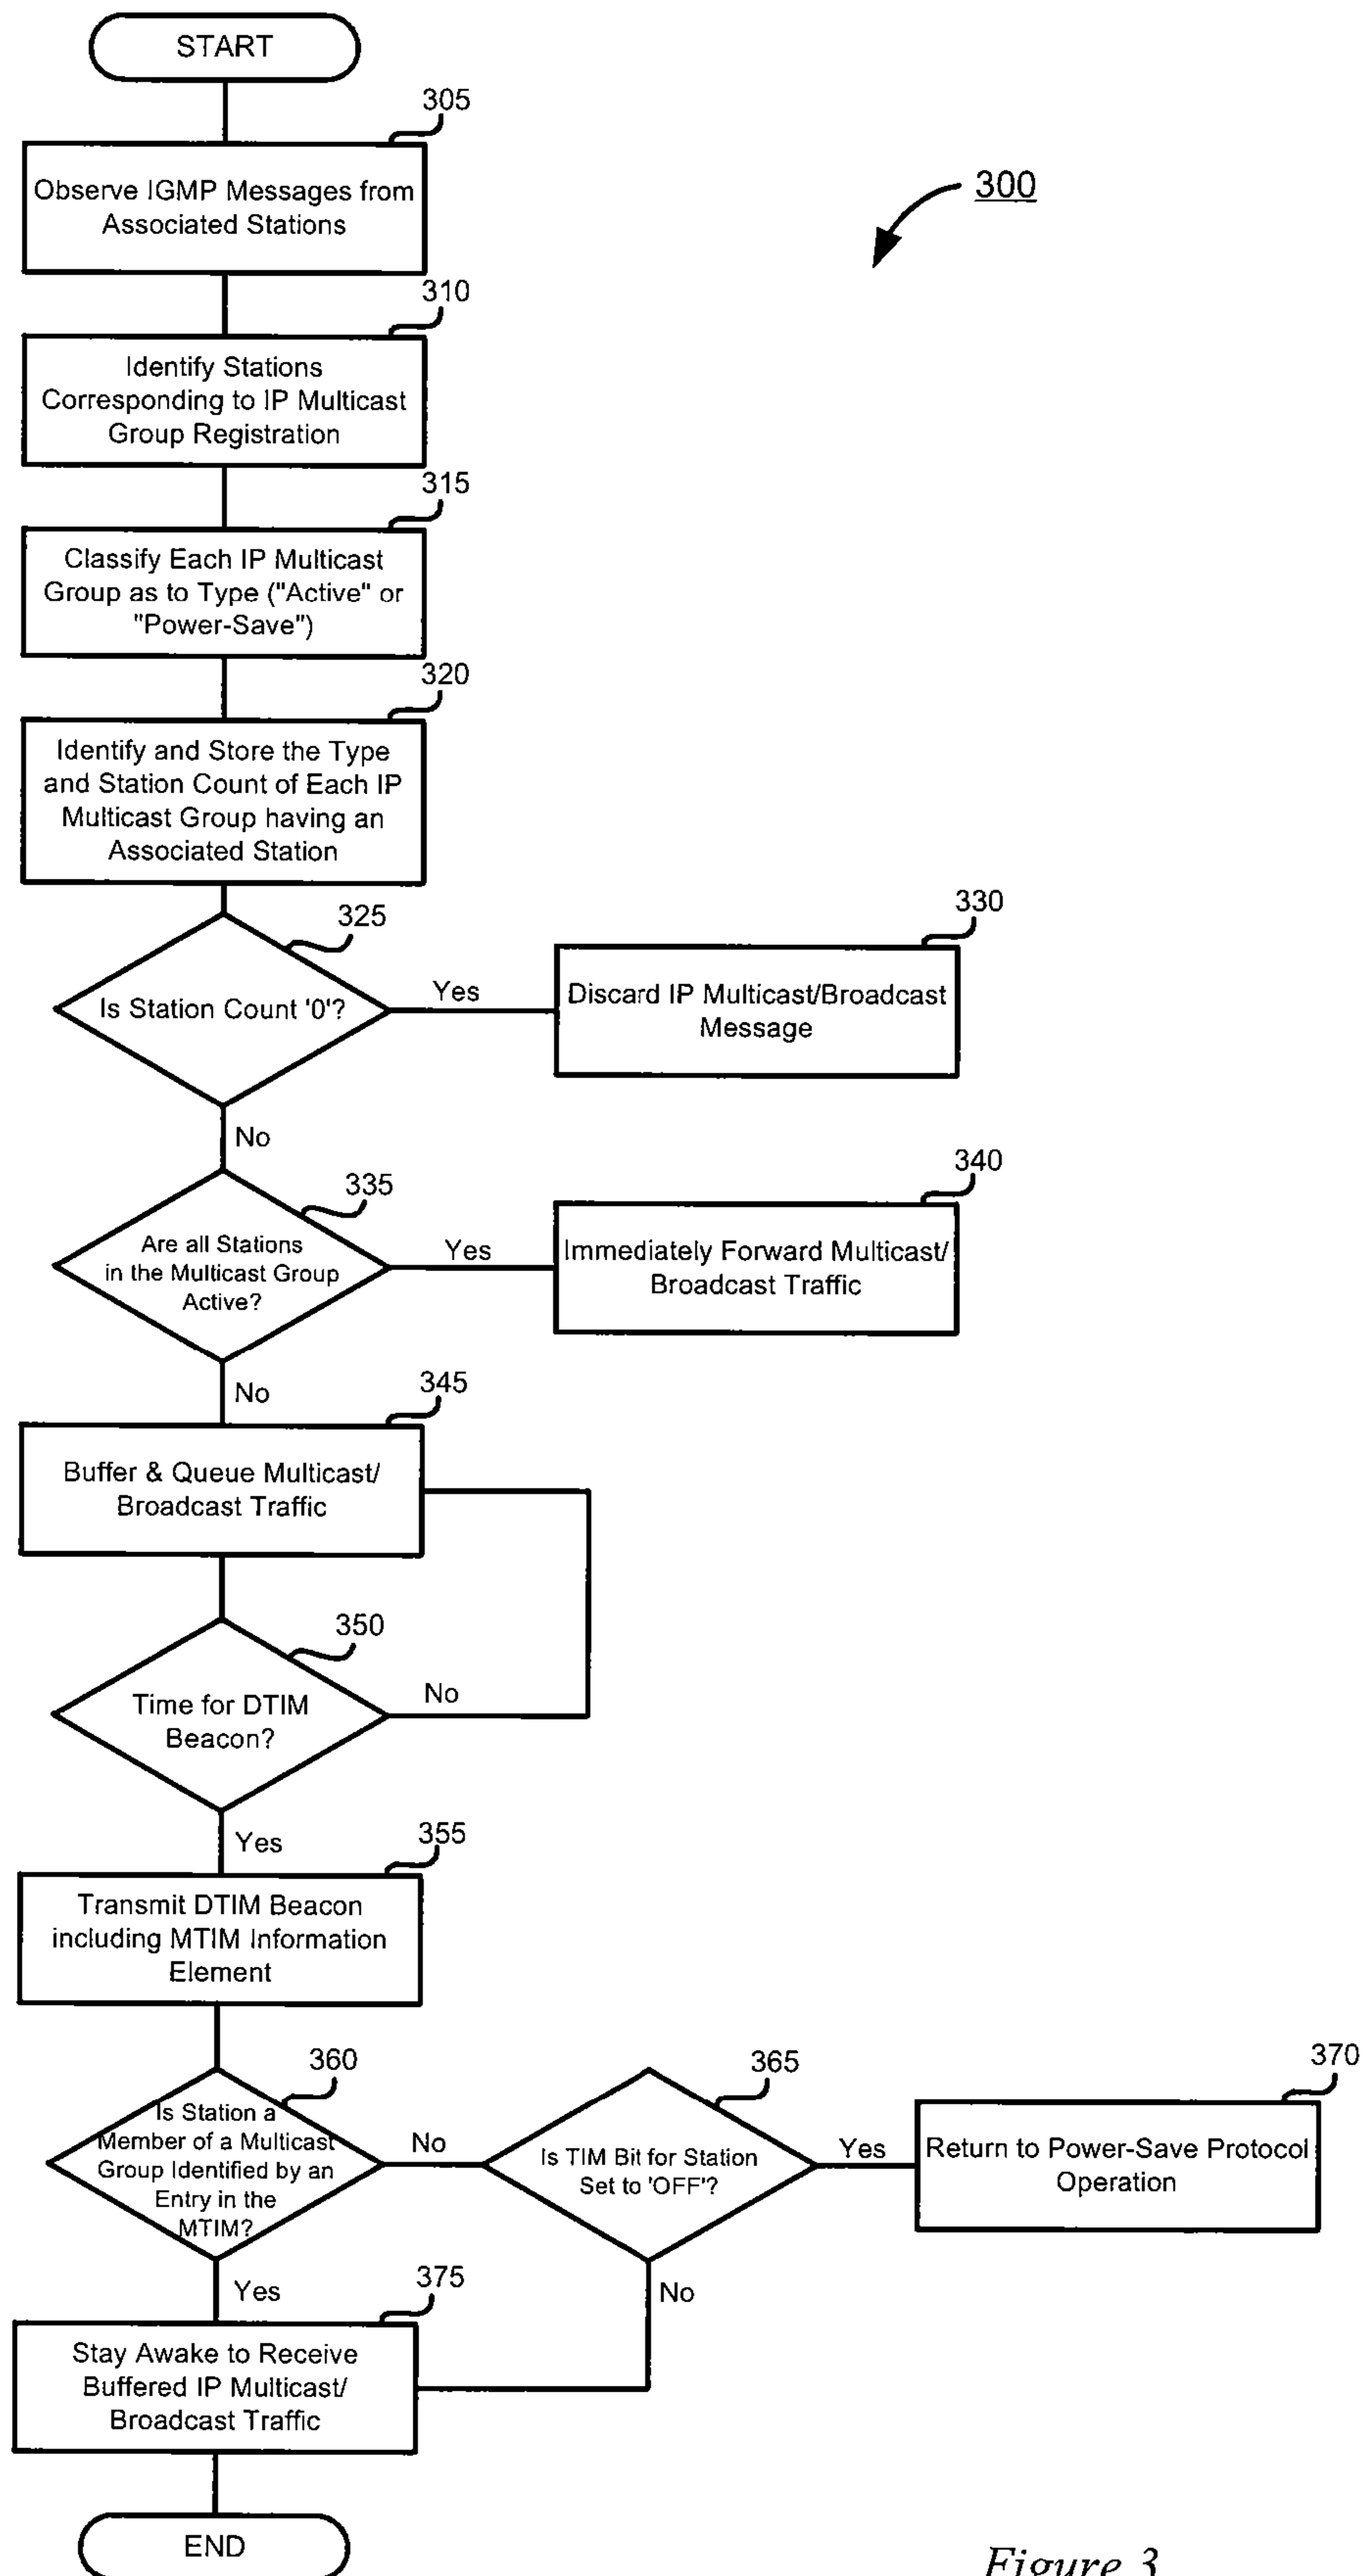 START
305
Observe IGMP Messages from
Associated Stations
300
310
Identify Stations
Corresponding to IP Multicast
Group Registration
315
Classify Each IP Multicast
Group as to Type ("Active" or
"Power-Save")
320
Identify and Store the Type
and Station Count of Each IP
Multicast Group having an
Associated Station
325
Is Station Count '0'?
Yes
330
Discard IP Multicast/Broadcast
Message
No
335
Are all Stations
in the Multicast Group
Active?
Yes
340
Immediately Forward Multicast/
Broadcast Traffic
No
345
Buffer & Queue Multicast/
Broadcast Traffic
350
Time for DTIM
Beacon?
No
Yes
355
Transmit DTIM Beacon
including MTIM Information
Element
360
Is Station a
Member of a Multicast
Group Identified by an
Entry in the
MTIM?
No
365
Is TIM Bit for Station
Set to 'OFF'?
Yes
370
Return to Power-Save Protocol
Operation
Yes
No
375
Stay Awake to Receive
Buffered IP Multicast/
Broadcast Traffic
END
Figure 3